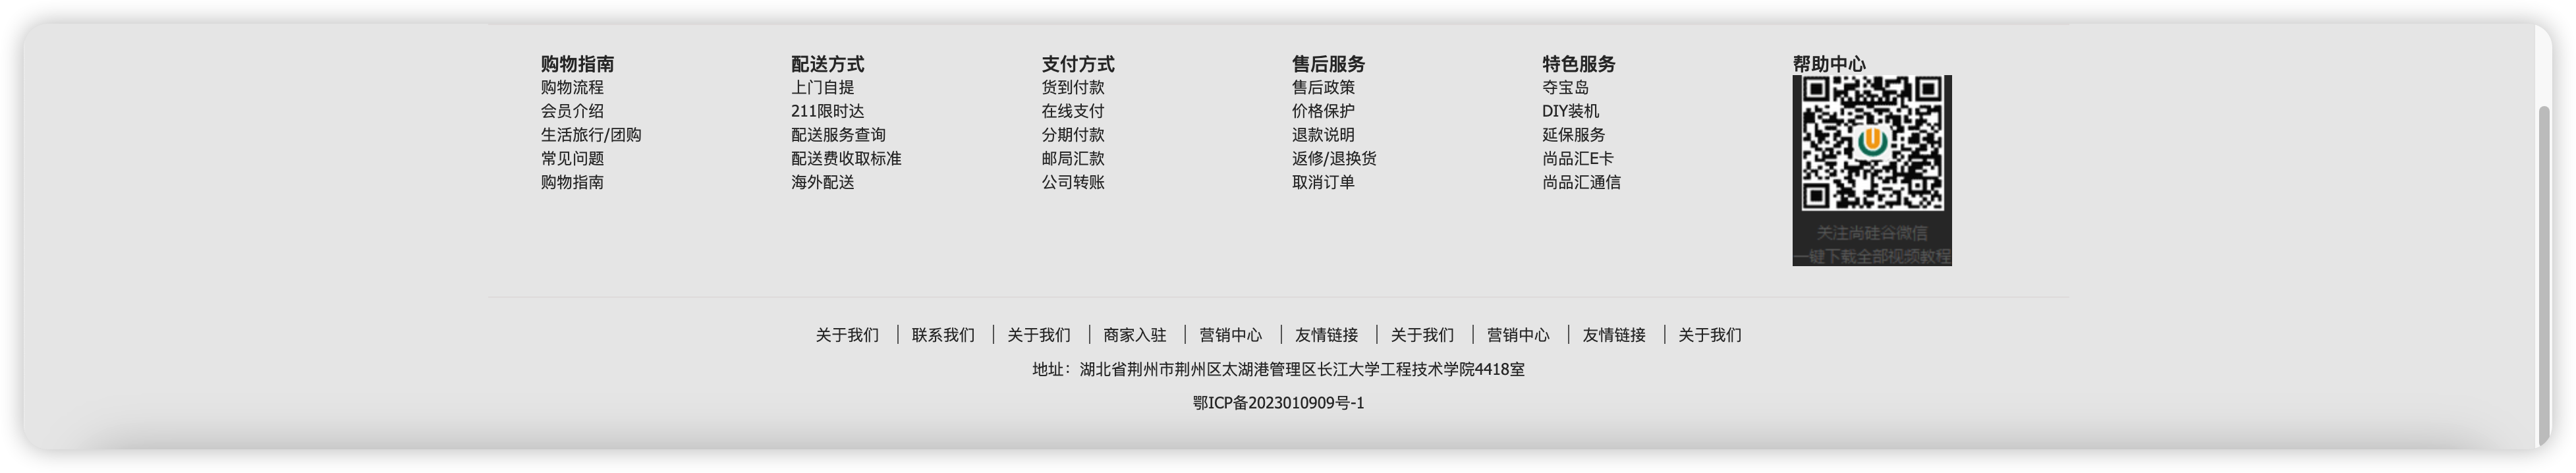 购物指南
购物流程
会员介绍
生活旅行/团购
常见问题
购物指南
配送方式
上门自提
211限时达
配送服务查询
配送费收取标准
海外配送
支付方式
货到付款
在线支付
分期付款
邮局汇款
公司转账
售后服务
售后政策
价格保护
退款说明
返修/退换货
取消订单
特色服务
夺宝岛
DIY装机
延保服务
尚品汇E卡
尚品汇通信
帮助中心
关注尚硅谷微信
一键下载全部视频教程
关于我们 联系我们 关于我们 商家入驻 营销中心 友情链接 关于我们 营销中心 友情链接 关于我们
地址：湖北省荆州市荆州区太湖港管理区长江大学工程技术学院4418室
鄂ICP备2023010909号-1